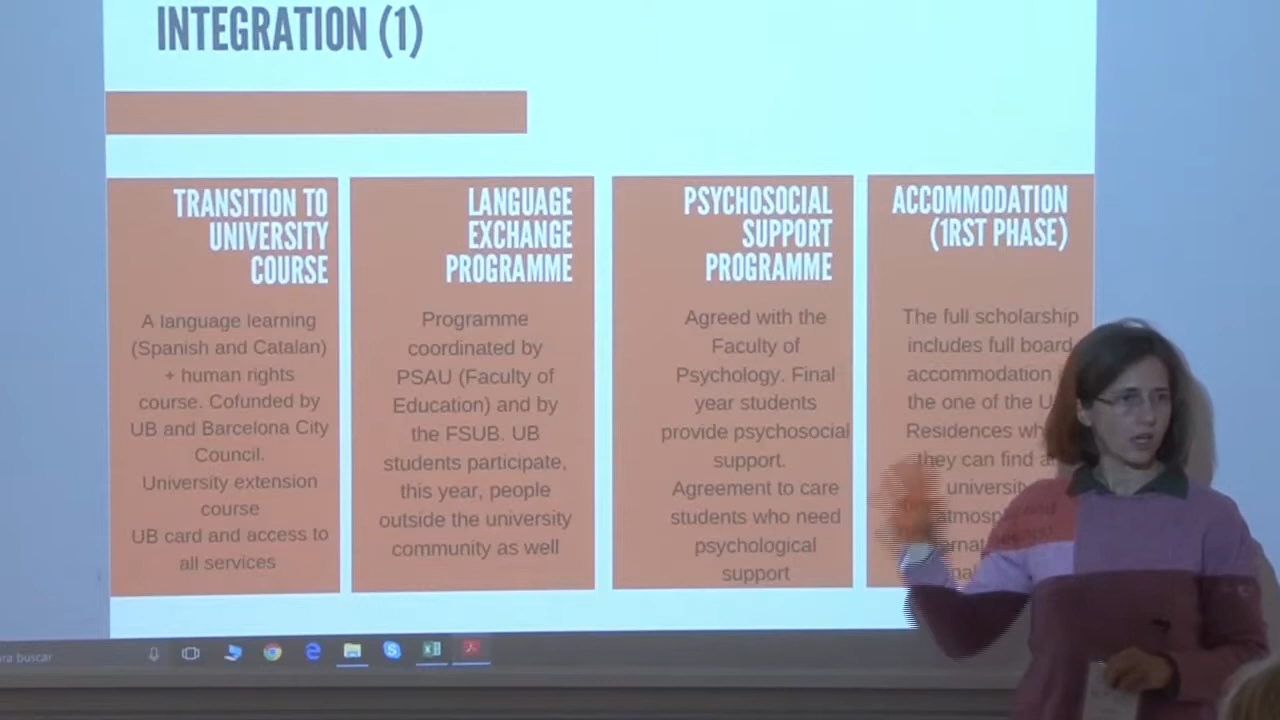 INTEGRATION (1)
TRANSITION TO
UNIVERSITY
COURSE
A language learning
(Spanish and Catalan)
+ human rights
course. Cofunded by
UB and Barcelona City
Council.
University extension
course
UB card and access to
all services
LANGUAGE
EXCHANGE
PROGRAMME
Programme
coordinated by
PSAU (Faculty of
Education) and by
the FSUB. UB
students participate,
this year, people
outside the university
community as well
PSYCHOSOCIAL
SUPPORT
PROGRAMME
Agreed with the
Faculty of
Psychology. Final
year students
provide psychosocial
support.
Agreement to care
students who need
psychological
support
ACCOMMODATION
(1RST PHASE)
The full scholarship
includes full board
accommodation
the one of the
Residences
they can find
university
buscar